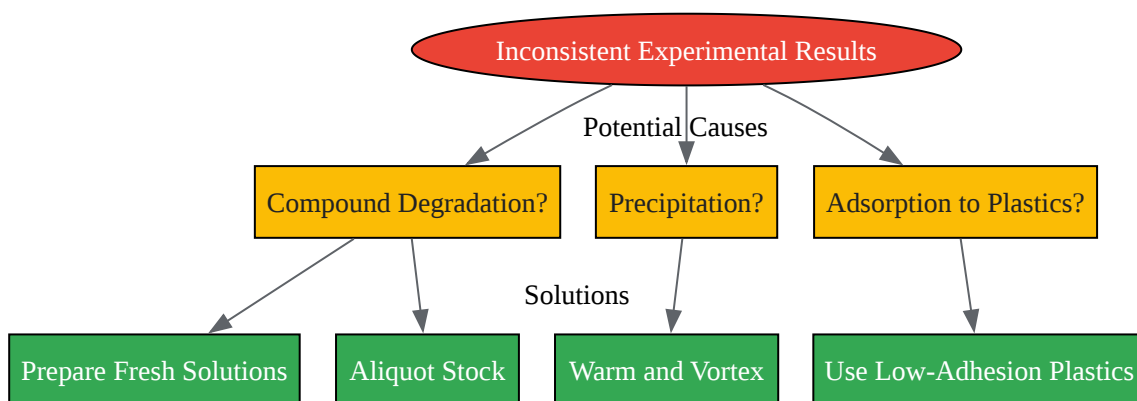 Inconsistent Experimental Results
Potential Causes
Compound Degradation?
Precipitation?
Adsorption to Plastics?
Solutions
Prepare Fresh Solutions
Aliquot Stock
Warm and Vortex
Use Low-Adhesion Plastics